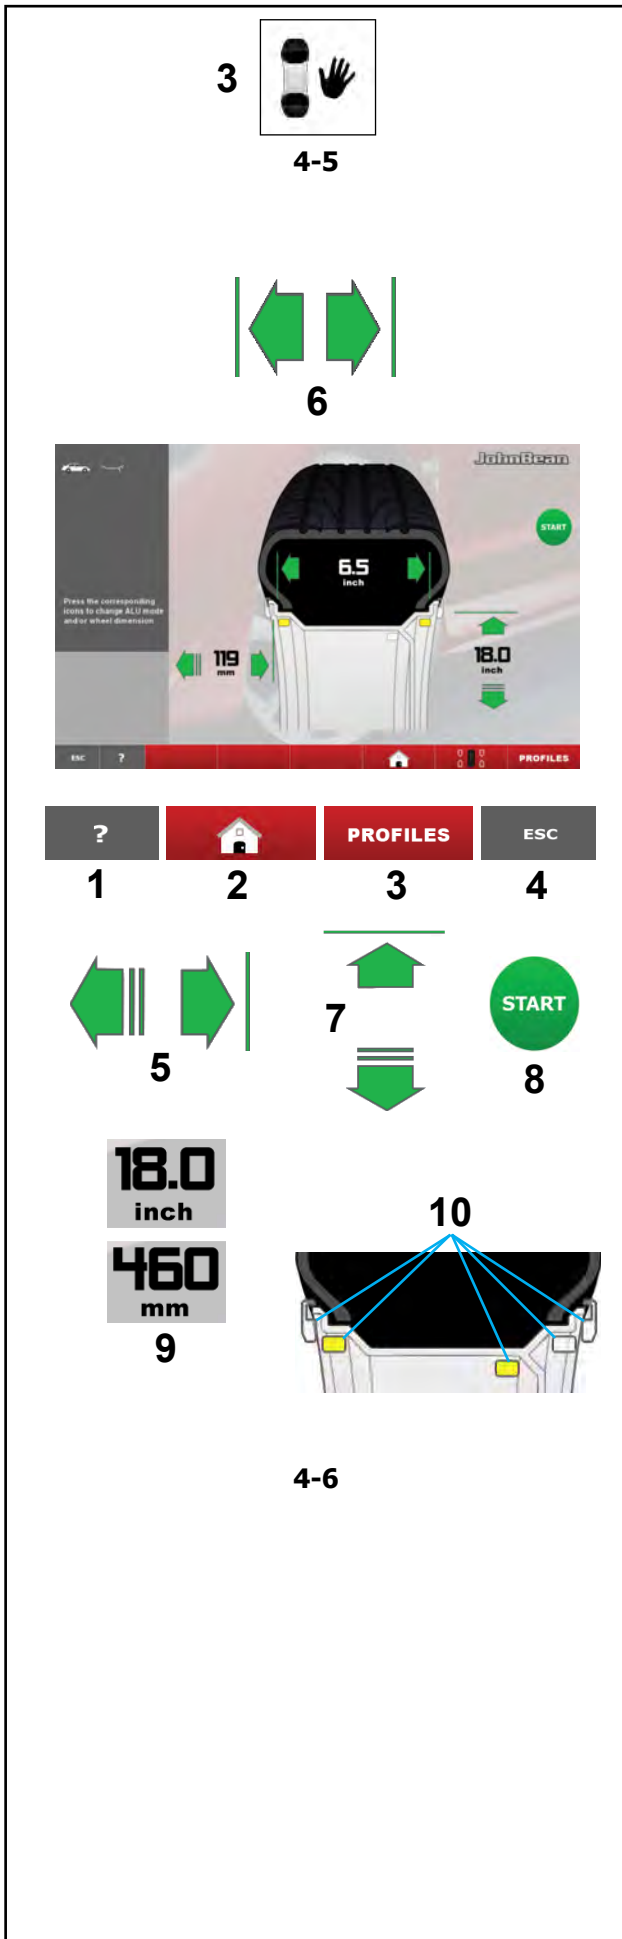 3
4-5
6
JohnBean
START
6.5
inch
Press the corresponding
icons to change ALU mode
and/or wheel dimension
119
mm
18.0
inch
ESC
?
PROFILES
?
PROFILES
ESC
1
2
3
4
7
START
5
8
18.0
inch
10
460
mm
9
4-6